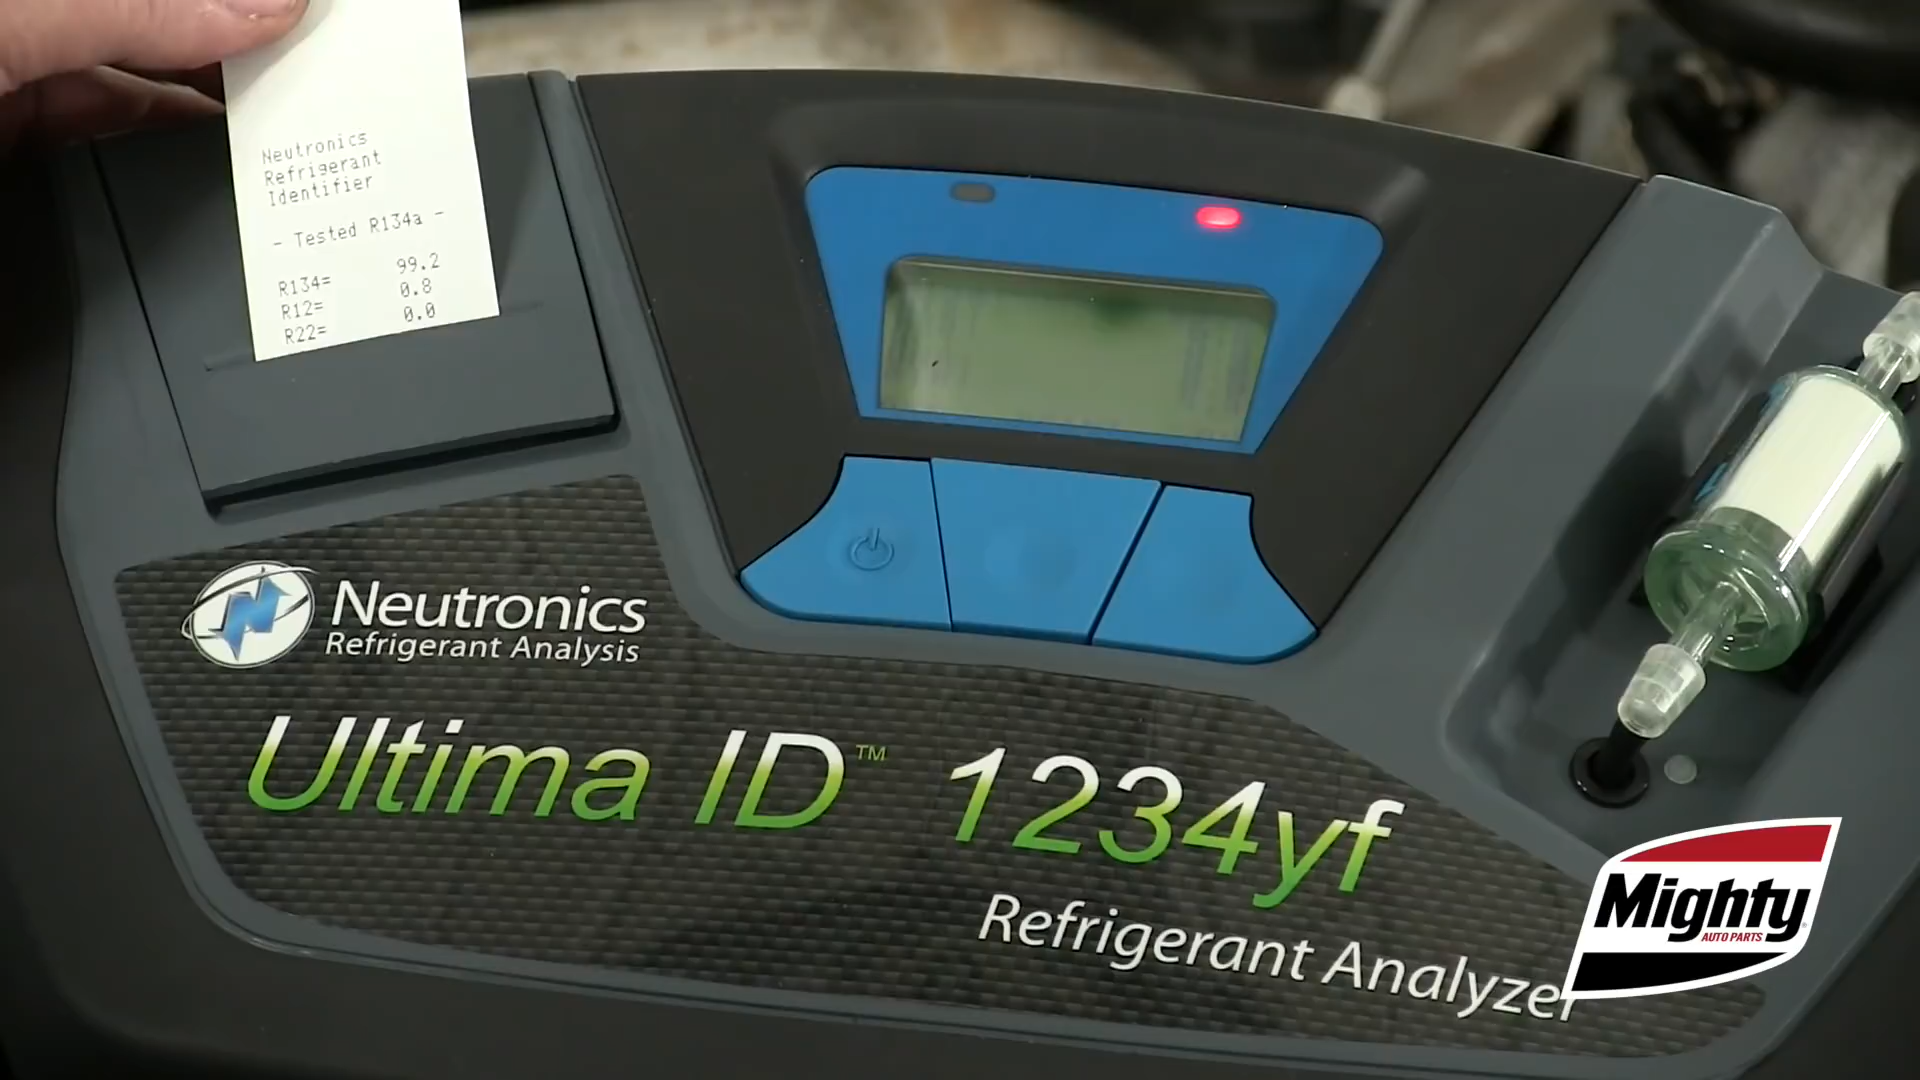 Neutronics
Refrigerant
Identifier
- Tested R134a -
R134= 99.2
R12= 0.8
R22= 0.0
Neutronics
Refrigerant Analysis
Ultima ID™ 1234yf
Refrigerant Analyzer
Mighty
AUTO PARTS